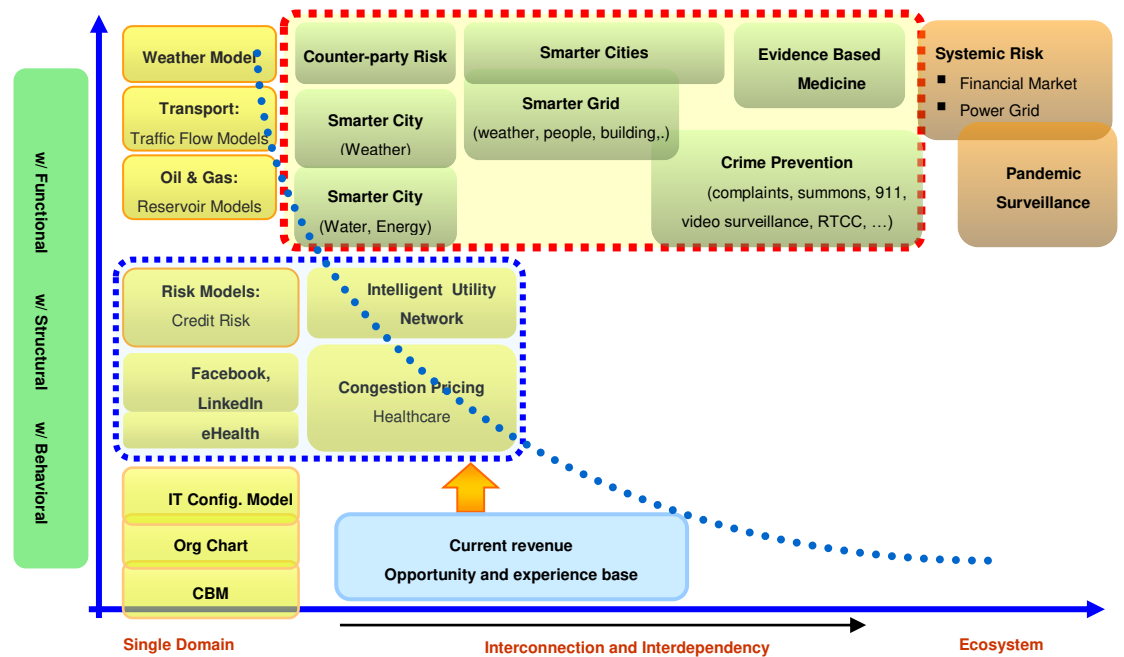 w/ Functional
w/ Structural
w/ Behavioral
Weather Model
Transport:
Traffic Flow Models
Oil & Gas:
Reservoir Models
Counter-party Risk
Smarter City
(Weather)
Smarter City
(Water, Energy)
Smarter Cities
Smarter Grid
(weather, people, building,.)
Evidence Based
Medicine
Crime Prevention
(complaints, summons, 911,
video surveillance, RTCC, …)
Systemic Risk
■ Financial Market
■ Power Grid
Pandemic
Surveillance
Risk Models:
Credit Risk
Facebook,
LinkedIn
eHealth
Intelligent Utility
Network
Congestion Pricing
Healthcare
IT Config. Model
Org Chart
CBM
Current revenue
Opportunity and experience base
Single Domain
Interconnection and Interdependency
Ecosystem